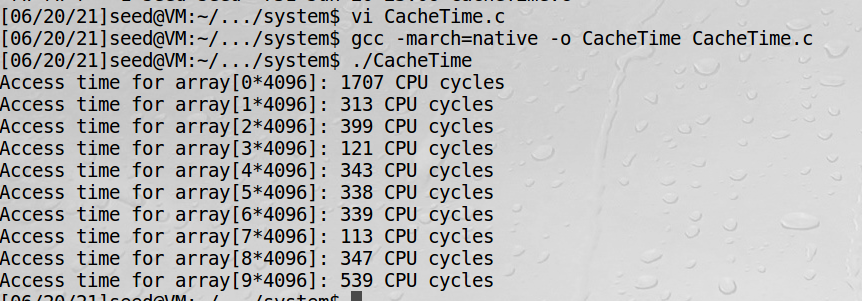 [06/20/21]seed@VM:~/.../system$ vi CacheTime.c
[06/20/21]seed@VM:~/.../system$ gcc -march=native -o CacheTime CacheTime.c
[06/20/21]seed@VM:~/.../system$ ./CacheTime
Access time for array[0*4096]: 1707 CPU cycles
Access time for array[1*4096]: 313 CPU cycles
Access time for array[2*4096]: 399 CPU cycles
Access time for array[3*4096]: 121 CPU cycles
Access time for array[4*4096]: 343 CPU cycles
Access time for array[5*4096]: 338 CPU cycles
Access time for array[6*4096]: 339 CPU cycles
Access time for array[7*4096]: 113 CPU cycles
Access time for array[8*4096]: 347 CPU cycles
Access time for array[9*4096]: 539 CPU cycles
[06/20/21]seed@VM:~/.../system$